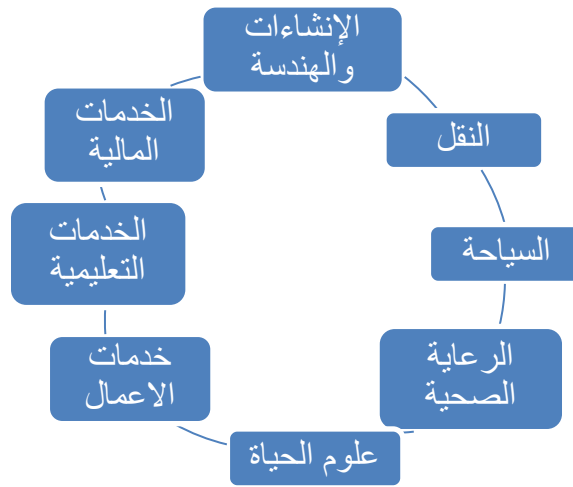 الإنشاءات
والهندسة
النقل
السياحة
الرعاية
الصحية
علوم الحياة
خدمات
الاعمال
الخدمات
التعليمية
الخدمات
المالية